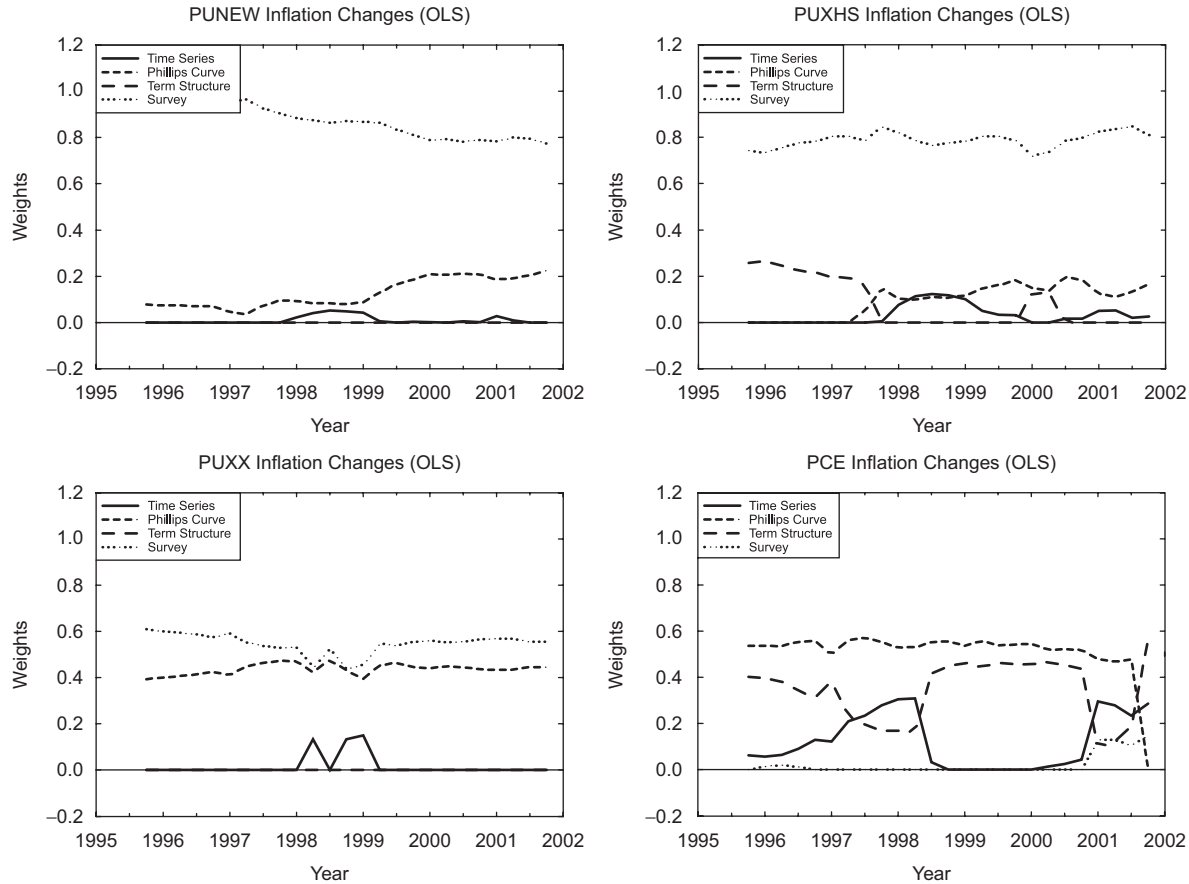 PUNEW Inflation Changes (OLS)
1.2
1.0
0.8
0.6
0.4
0.2
0.0
–0.2
Weights
Time Series
Phillips Curve
Term Structure
Survey
1995 1996 1997 1998 1999 2000 2001 2002
Year
PUXHS Inflation Changes (OLS)
1.2
1.0
0.8
0.6
0.4
0.2
0.0
–0.2
Weights
Time Series
Phillips Curve
Term Structure
Survey
1995 1996 1997 1998 1999 2000 2001 2002
Year
PUXX Inflation Changes (OLS)
1.2
1.0
0.8
0.6
0.4
0.2
0.0
–0.2
Weights
Time Series
Phillips Curve
Term Structure
Survey
1995 1996 1997 1998 1999 2000 2001 2002
Year
PCE Inflation Changes (OLS)
1.2
1.0
0.8
0.6
0.4
0.2
0.0
–0.2
Weights
Time Series
Phillips Curve
Term Structure
Survey
1995 1996 1997 1998 1999 2000 2001 2002
Year